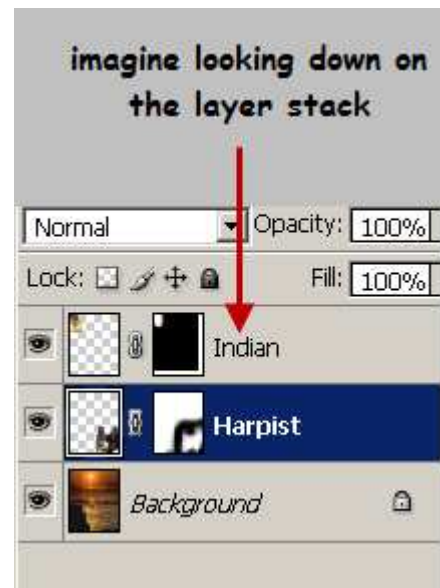 imagine looking down on
the layer stack
Normal Opacity: 100%
Lock: Fill: 100%
Indian
Harpist
Background